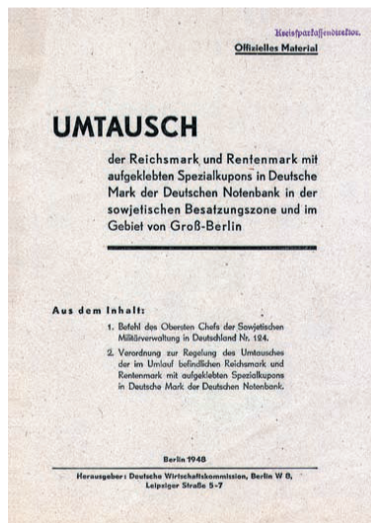 Kreissparkassendirektor.
Offizielles Material
UMTAUSCH
der Reichsmark und Rentenmark mit
aufgeklebten Spezialkupons in Deutsche
Mark der Deutschen Notenbank in der
sowjetischen Besatzungszone und im
Gebiet von Groß-Berlin
Aus dem Inhalt:
1. Befehl des Obersten Chefs der Sowjetischen
Militärverwaltung in Deutschland Nr. 124.
2. Verordnung zur Regelung des Umtausches
der im Umlauf befindlichen Reichsmark und
Rentenmark mit aufgeklebten Spezialkupons
in Deutsche Mark der Deutschen Notenbank.
Berlin 1948
Herausgeber: Deutsche Wirtschaftskommission, Berlin W 8,
Leipziger Straße 5-7